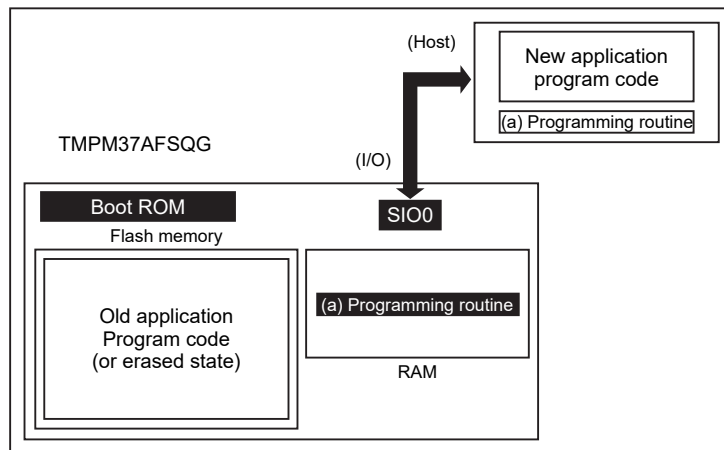 (Host)
New application
program code
(a) Programming routine
TMPM37AFSQG
(I/O)
Boot ROM
SIO0
Flash memory
(a) Programming routine
Old application
Program code
(or erased state)
RAM